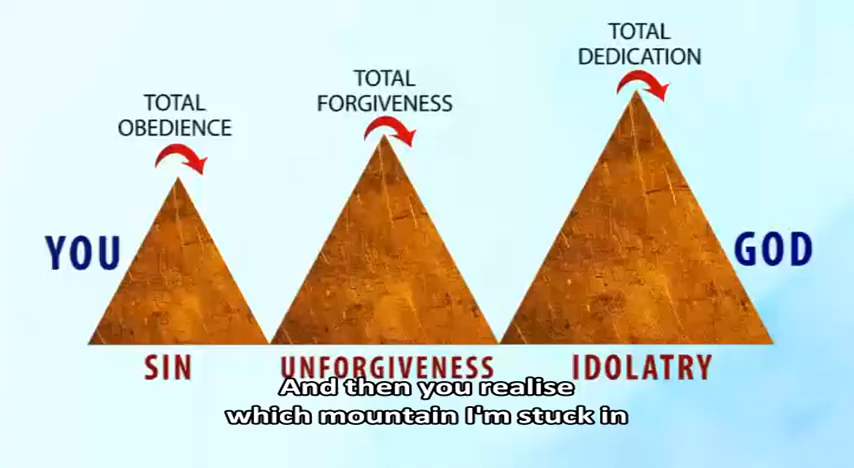 TOTAL
DEDICATION
TOTAL
FORGIVENESS
TOTAL
OBEDIENCE
YOU
GOD
SIN
UNFORGIVENESS
IDOLATRY
And then you realise
which mountain I'm stuck in